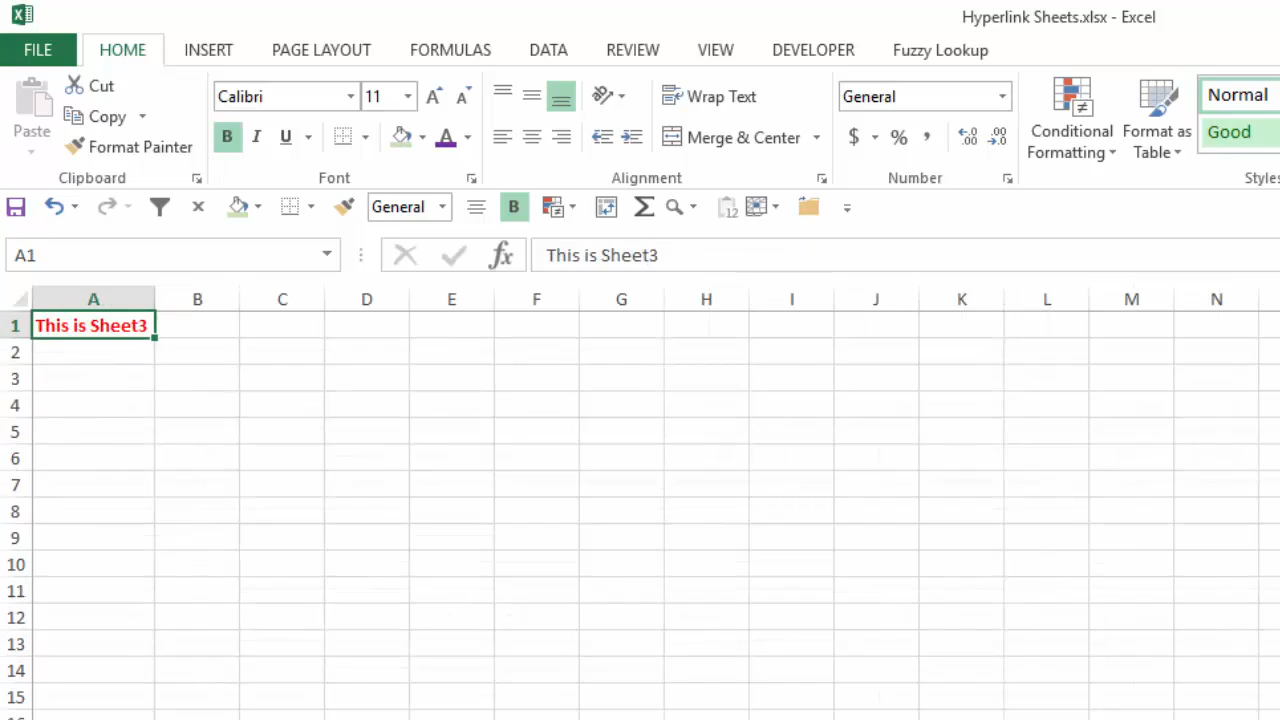 Hyperlink Sheets.xlsx - Excel
FILE HOME INSERT PAGE LAYOUT FORMULAS DATA REVIEW VIEW DEVELOPER Fuzzy Lookup
Paste
Cut
Copy
Format Painter
Clipboard
Calibri 11
B I U A
Font
Wrap Text
Merge & Center
Alignment
General
$ % ,
Number
Conditional
Formatting
Format as
Table
Normal
Good
Styles
General B Σ
A1 fx This is Sheet3
A B C D E F G H I J K L M N
1 This is Sheet3
2
3
4
5
6
7
8
9
10
11
12
13
14
15